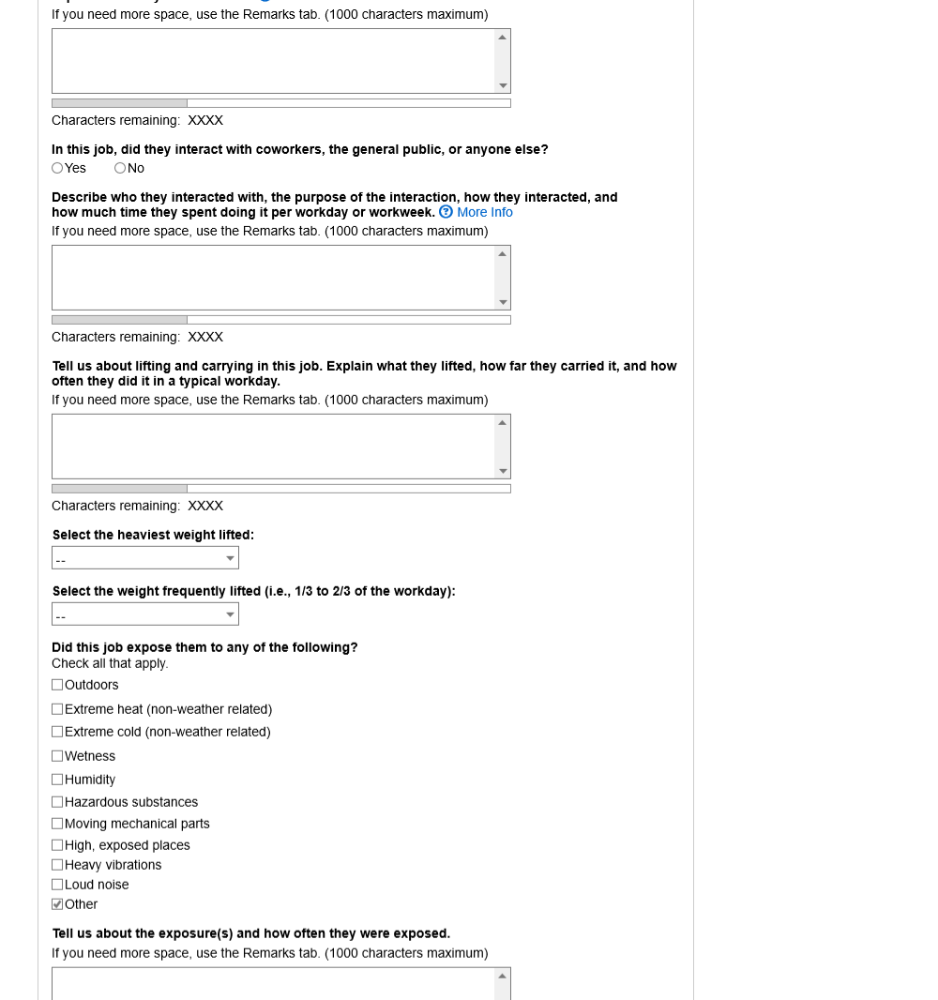 If you need more space, use the Remarks tab. (1000 characters maximum)
Characters remaining: XXXX
In this job, did they interact with coworkers, the general public, or anyone else?
Yes No
Describe who they interacted with, the purpose of the interaction, how they interacted, and
how much time they spent doing it per workday or workweek. More Info
If you need more space, use the Remarks tab. (1000 characters maximum)
Characters remaining: XXXX
Tell us about lifting and carrying in this job. Explain what they lifted, how far they carried it, and how
often they did it in a typical workday.
If you need more space, use the Remarks tab. (1000 characters maximum)
Characters remaining: XXXX
Select the heaviest weight lifted:
--
Select the weight frequently lifted (i.e., 1/3 to 2/3 of the workday):
--
Did this job expose them to any of the following?
Check all that apply.
Outdoors
Extreme heat (non-weather related)
Extreme cold (non-weather related)
Wetness
Humidity
Hazardous substances
Moving mechanical parts
High, exposed places
Heavy vibrations
Loud noise
Other
Tell us about the exposure(s) and how often they were exposed.
If you need more space, use the Remarks tab. (1000 characters maximum)